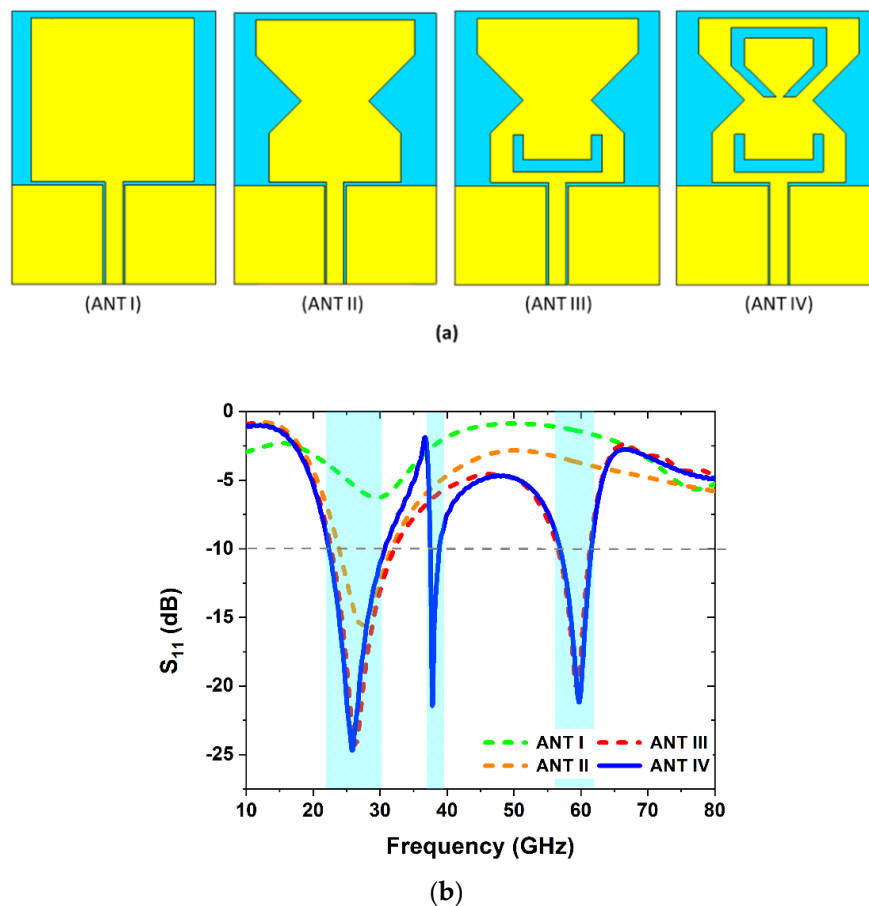 (ANT I) (ANT II) (ANT III) (ANT IV)
(a)
0
-5
-10
-15
-20
-25
S11 (dB)
ANT I ANT III
ANT II ANT IV
10 20 30 40 50 60 70 80
Frequency (GHz)
(b)